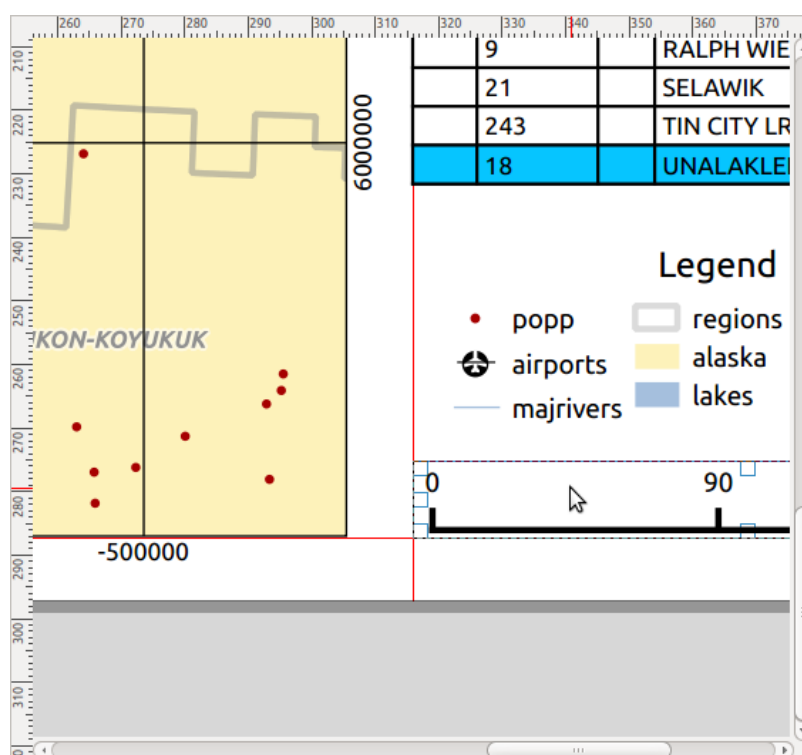 260 270 280 290 300 310 320 330 340 350 360 370
210
220
230
240
250
260
270
280
290
300
310
9 RALPH WIE
21 SELAWIK
243 TIN CITY LR
18 UNALAKLE
6000000
IKON-KOYUKUK
-500000
Legend
popp
airports
majrivers
regions
alaska
lakes
0 90